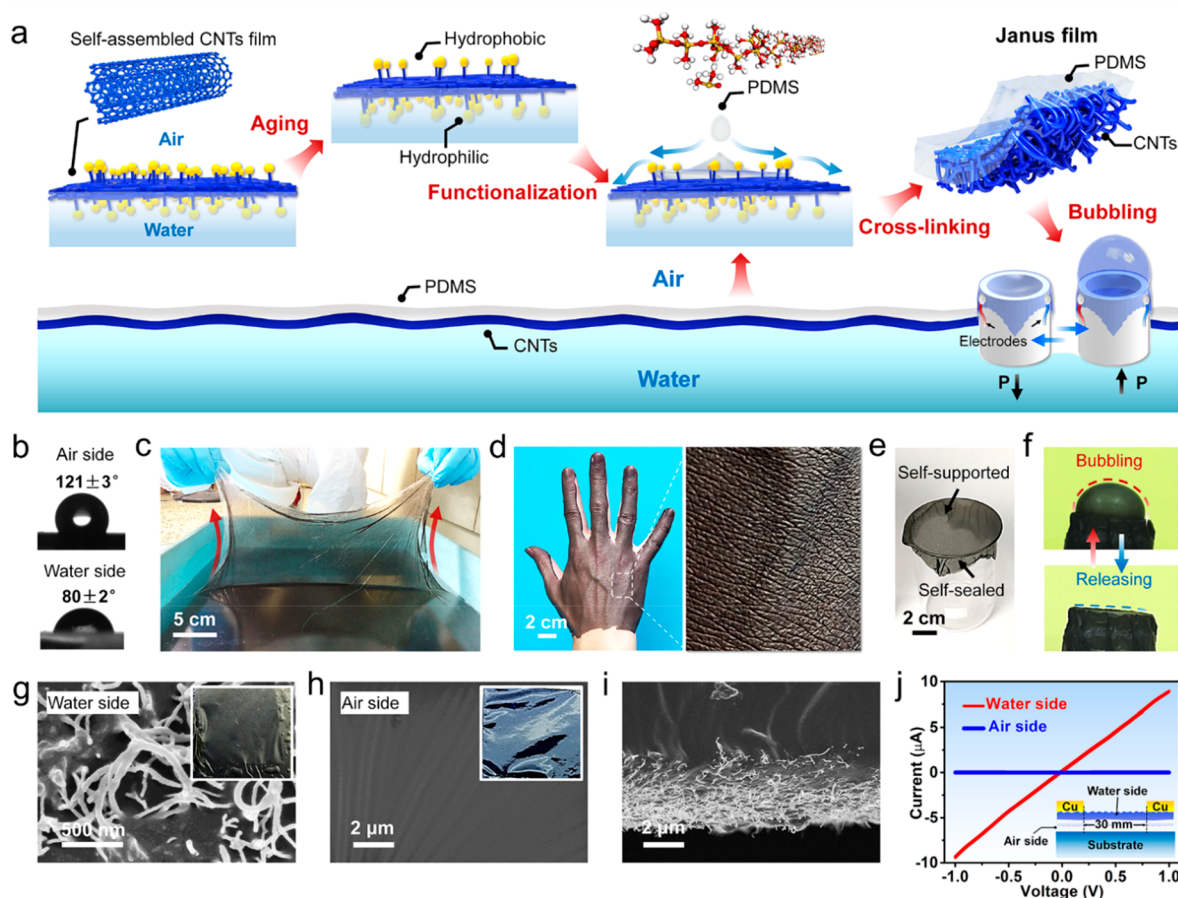 a
Self-assembled CNTs film
Air
Water
Aging
Hydrophobic
Hydrophilic
Functionalization
PDMS
Cross-linking
Janus film
PDMS
CNTs
Bubbling
PDMS
CNTs
Air
Water
Electrodes
P
P
b
Air side
121±3°
Water side
80±2°
c
5 cm
d
2 cm
e
Self-supported
Self-sealed
2 cm
f
Bubbling
Releasing
g
Water side
500 nm
h
Air side
2 μm
i
2 μm
j
Current (μA)
10
5
0
-5
-10
-1.0
-0.5
0.0
0.5
1.0
Voltage (V)
Water side
Air side
Water side
Cu
Cu
30 mm
Air side
Substrate